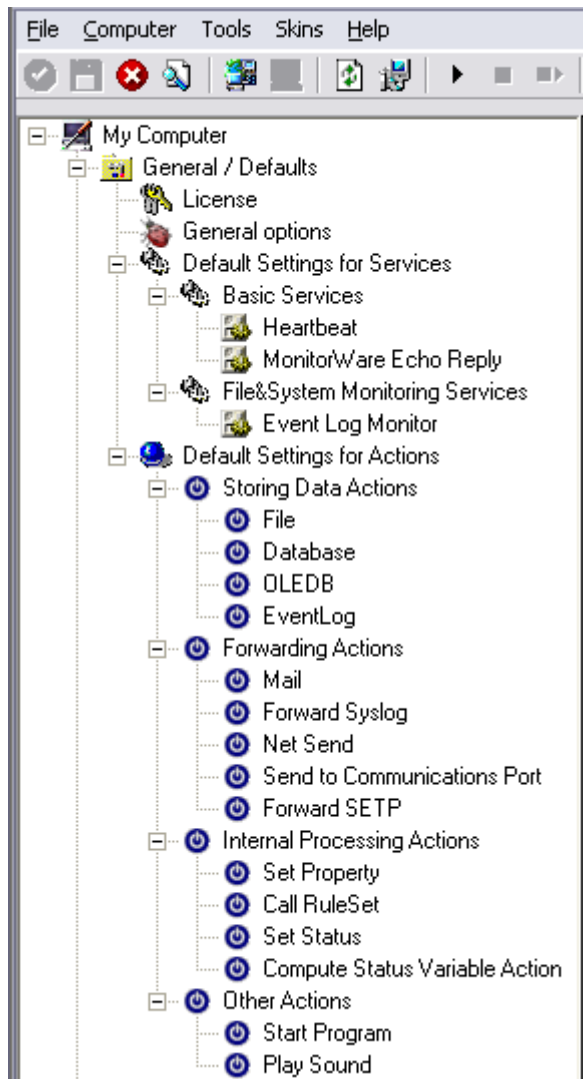 File Computer Tools Skins Help
My Computer
General / Defaults
License
General options
Default Settings for Services
Basic Services
Heartbeat
MonitorWare Echo Reply
File&System Monitoring Services
Event Log Monitor
Default Settings for Actions
Storing Data Actions
File
Database
OLEDB
EventLog
Forwarding Actions
Mail
Forward Syslog
Net Send
Send to Communications Port
Forward SETP
Internal Processing Actions
Set Property
Call RuleSet
Set Status
Compute Status Variable Action
Other Actions
Start Program
Play Sound